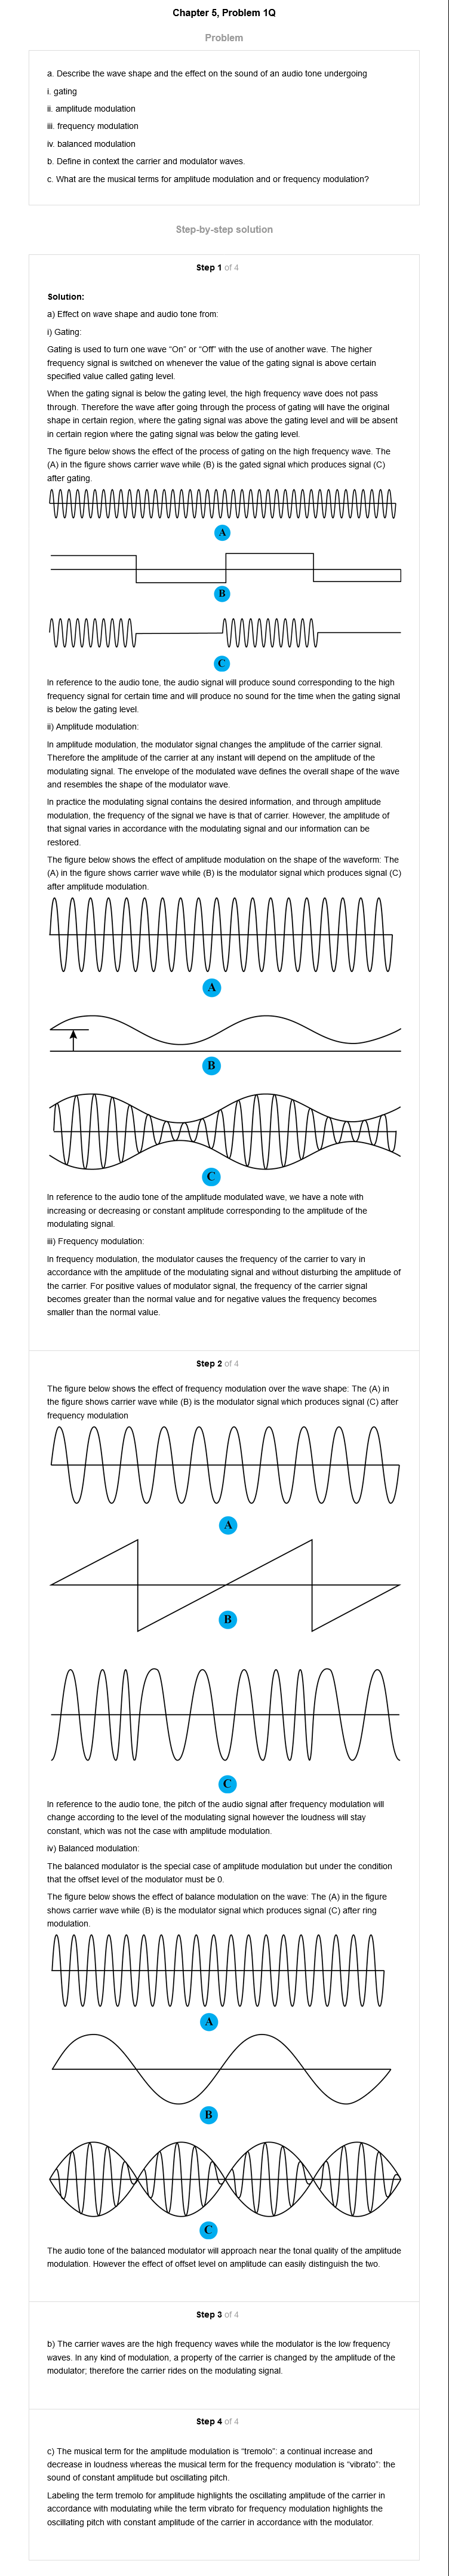 Chapter 5, Problem 1Q
Problem
a. Describe the wave shape and the effect on the sound of an audio tone undergoing
i. gating
ii. amplitude modulation
iii. frequency modulation
iv. balanced modulation
b. Define in context the carrier and modulator waves.
c. What are the musical terms for amplitude modulation and or frequency modulation?
Step-by-step solution
Step 1 of 4
Solution:
a) Effect on wave shape and audio tone from:
i) Gating:
Gating is used to turn one wave “On” or “Off” with the use of another wave. The higher
frequency signal is switched on whenever the value of the gating signal is above certain
specified value called gating level.
When the gating signal is below the gating level, the high frequency wave does not pass
through. Therefore the wave after going through the process of gating will have the original
shape in certain region, where the gating signal was above the gating level and will be absent
in certain region where the gating signal was below the gating level.
The figure below shows the effect of the process of gating on the high frequency wave. The
(A) in the figure shows carrier wave while (B) is the gated signal which produces signal (C)
after gating.
A
B
C
In reference to the audio tone, the audio signal will produce sound corresponding to the high
frequency signal for certain time and will produce no sound for the time when the gating signal
is below the gating level.
ii) Amplitude modulation:
In amplitude modulation, the modulator signal changes the amplitude of the carrier signal.
Therefore the amplitude of the carrier at any instant will depend on the amplitude of the
modulating signal. The envelope of the modulated wave defines the overall shape of the wave
and resembles the shape of the modulator wave.
In practice the modulating signal contains the desired information, and through amplitude
modulation, the frequency of the signal we have is that of carrier. However, the amplitude of
that signal varies in accordance with the modulating signal and our information can be
restored.
The figure below shows the effect of amplitude modulation on the shape of the waveform: The
(A) in the figure shows carrier wave while (B) is the modulator signal which produces signal (C)
after amplitude modulation.
A
B
C
In reference to the audio tone of the amplitude modulated wave, we have a note with
increasing or decreasing or constant amplitude corresponding to the amplitude of the
modulating signal.
iii) Frequency modulation:
In frequency modulation, the modulator causes the frequency of the carrier to vary in
accordance with the amplitude of the modulating signal and without disturbing the amplitude of
the carrier. For positive values of modulator signal, the frequency of the carrier signal
becomes greater than the normal value and for negative values the frequency becomes
smaller than the normal value.
Step 2 of 4
The figure below shows the effect of frequency modulation over the wave shape: The (A) in
the figure shows carrier wave while (B) is the modulator signal which produces signal (C) after
frequency modulation
A
B
C
In reference to the audio tone, the pitch of the audio signal after frequency modulation will
change according to the level of the modulating signal however the loudness will stay
constant, which was not the case with amplitude modulation.
iv) Balanced modulation:
The balanced modulator is the special case of amplitude modulation but under the condition
that the offset level of the modulator must be 0.
The figure below shows the effect of balance modulation on the wave: The (A) in the figure
shows carrier wave while (B) is the modulator signal which produces signal (C) after ring
modulation.
A
B
C
The audio tone of the balanced modulator will approach near the tonal quality of the amplitude
modulation. However the effect of offset level on amplitude can easily distinguish the two.
Step 3 of 4
b) The carrier waves are the high frequency waves while the modulator is the low frequency
waves. In any kind of modulation, a property of the carrier is changed by the amplitude of the
modulator; therefore the carrier rides on the modulating signal.
Step 4 of 4
c) The musical term for the amplitude modulation is “tremolo”: a continual increase and
decrease in loudness whereas the musical term for the frequency modulation is “vibrato”: the
sound of constant amplitude but oscillating pitch.
Labeling the term tremolo for amplitude highlights the oscillating amplitude of the carrier in
accordance with modulating while the term vibrato for frequency modulation highlights the
oscillating pitch with constant amplitude of the carrier in accordance with the modulator.